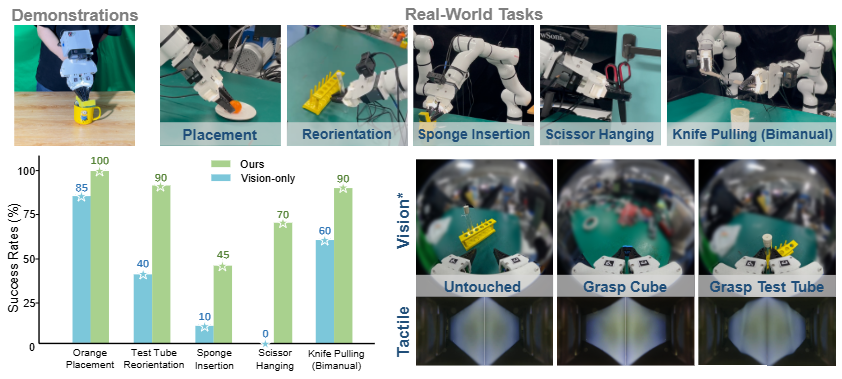 Demonstrations
Real-World Tasks
Placement
Reorientation
Sponge Insertion
Scissor Hanging
Knife Pulling (Bimanual)
Success Rates (%)
100
75
50
25
0
Ours
Vision-only
85
100
40
90
10
45
0
70
60
90
Orange
Placement
Test Tube
Reorientation
Sponge
Insertion
Scissor
Hanging
Knife Pulling
(Bimanual)
Vision*
Tactile
Untouched
Grasp Cube
Grasp Test Tube